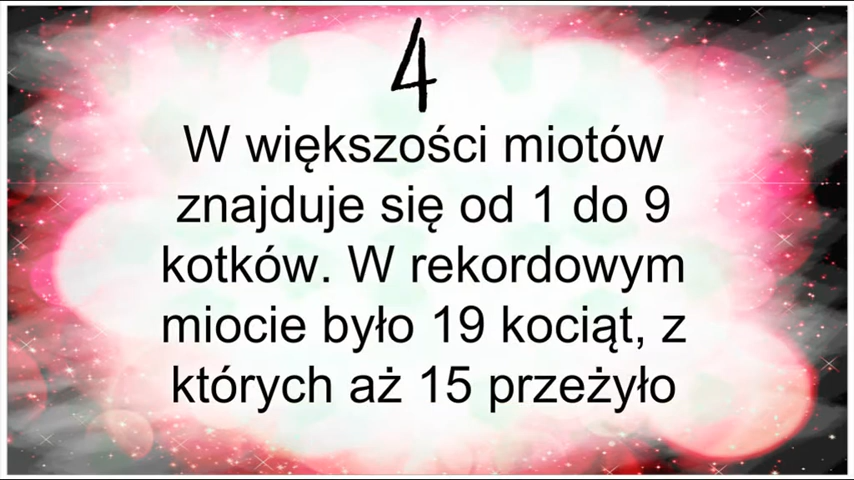 4
W większości miotów
znajduje się od 1 do 9
kotków. W rekordowym
miocie było 19 kociąt, z
których aż 15 przeżyło